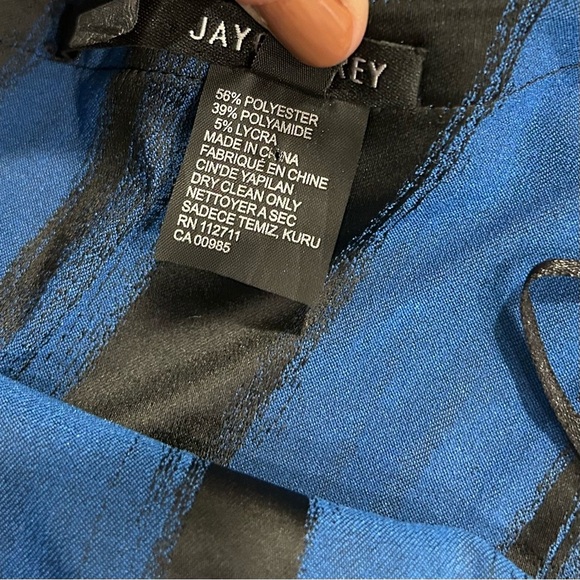 JAY
56% POLYESTER
39% POLYAMIDE
5% LYCRA
MADE IN CHINA
FABRIQUÉ EN CHINE
CIN'DE YAPILAN
DRY CLEAN ONLY
NETTOYER A SEC
SADECE TEMIZ, KURU
RN 112711
CA 00985